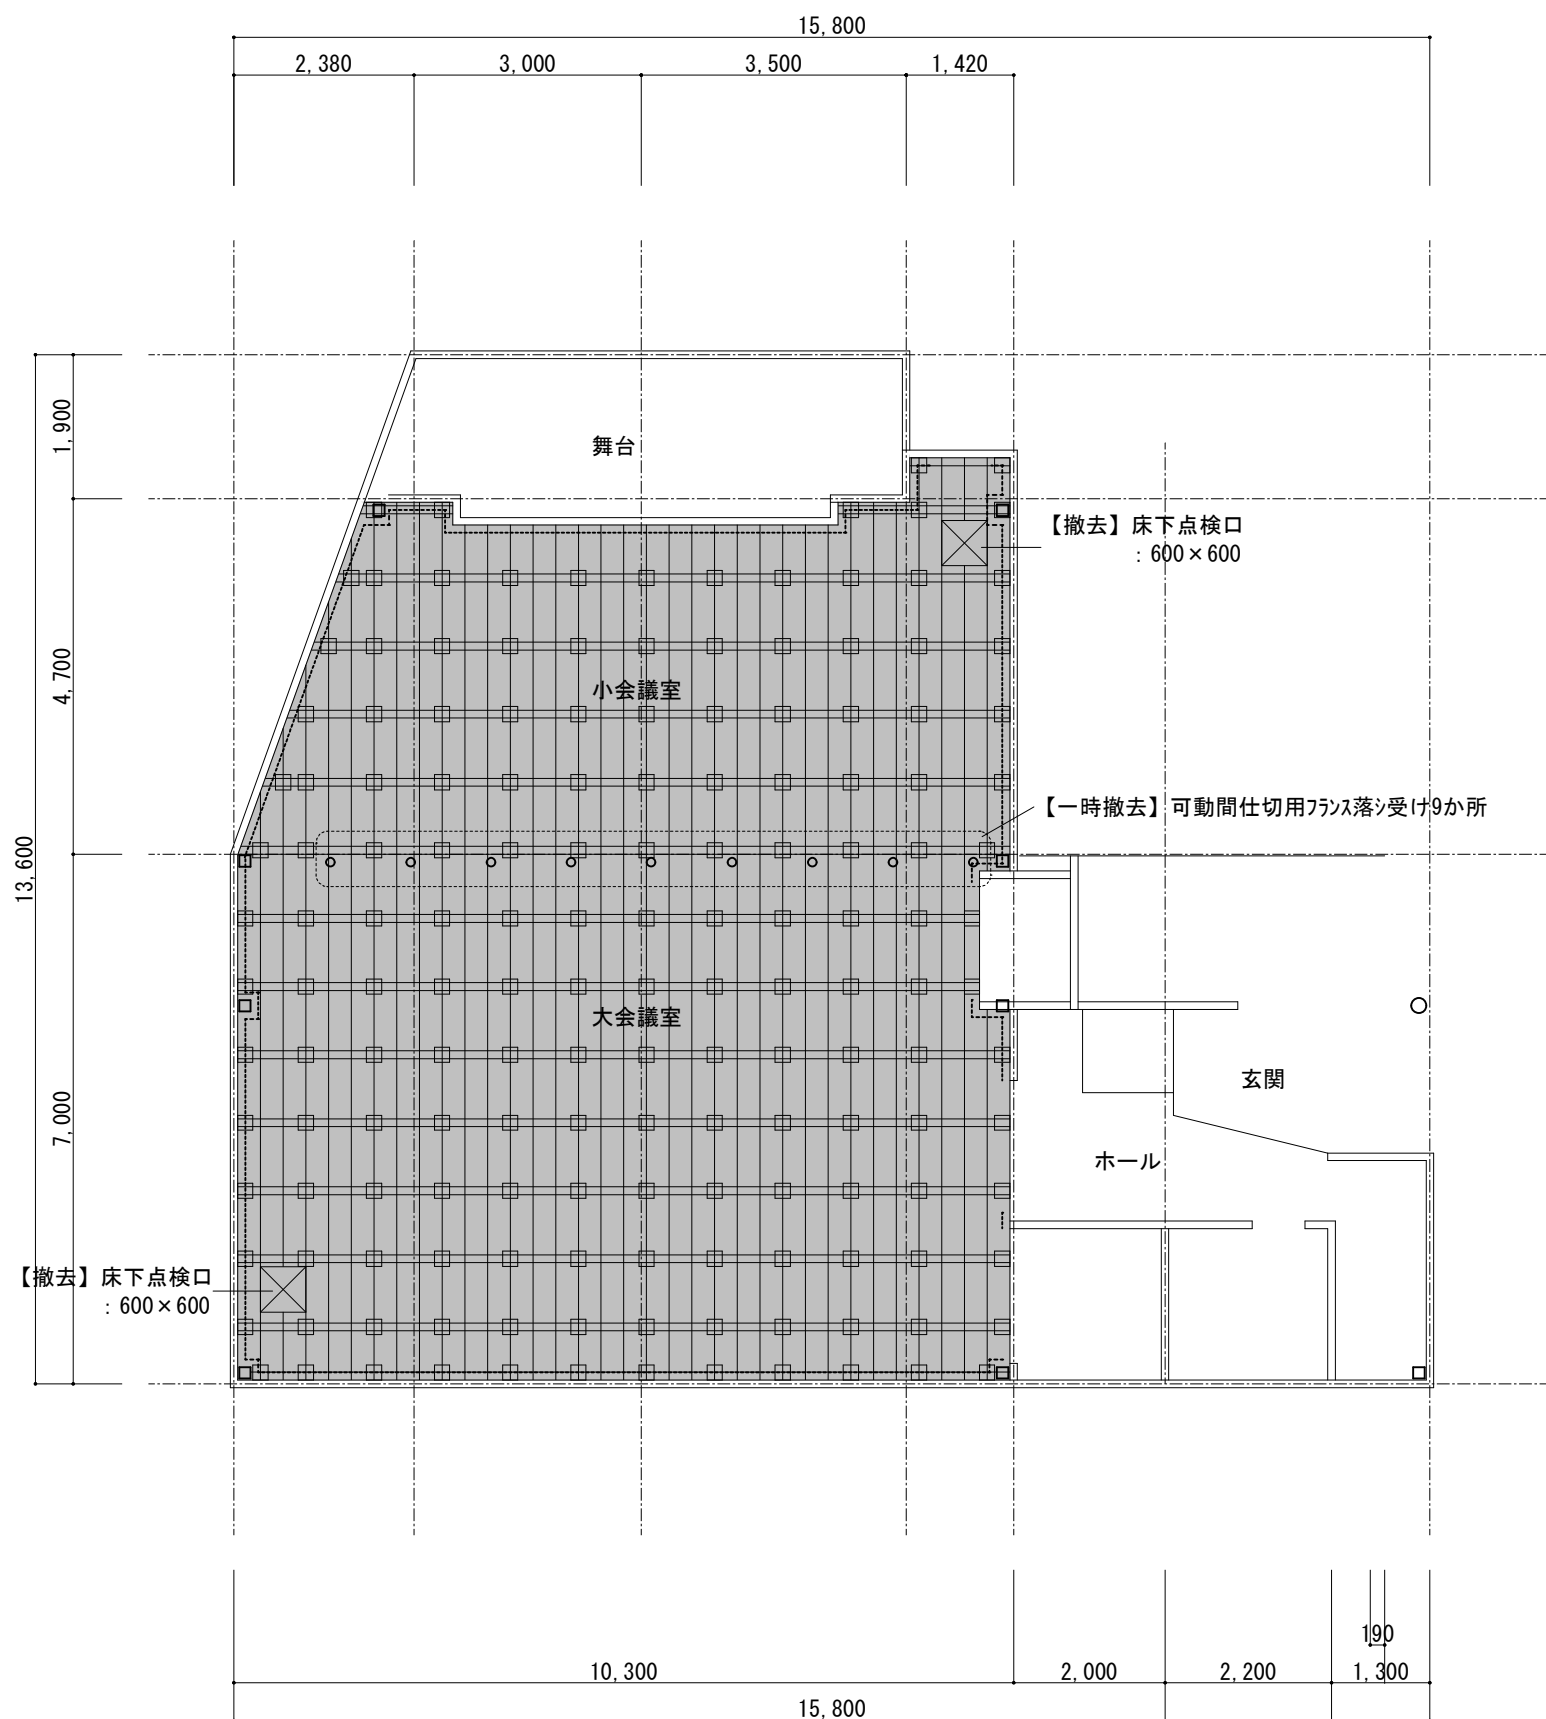 15,800
2,380
3,000
3,500
1,420
1,900
舞台
【撤去】床下点検口
：600×600
4,700
小会議室
【一時撤去】可動間仕切用フランス落シ受け9か所
13,600
大会議室
玄関
7,000
ホール
【撤去】床下点検口
：600×600
190
10,300
2,000
2,200
1,300
15,800